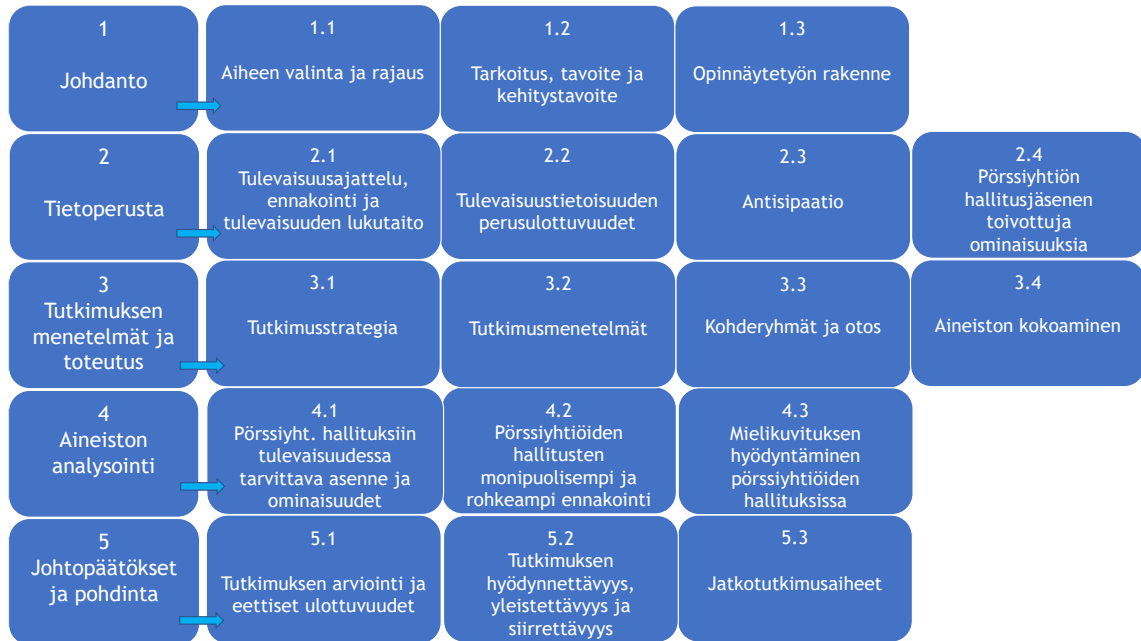 1
Johdanto
1.1
Aiheen valinta ja rajaus
1.2
Tarkoitus, tavoite ja
kehitystavoite
1.3
Opinnäytetyön rakenne
2
Tietoperusta
2.1
Tulevaisuusajattelu,
ennakointi ja
tulevaisuuden lukutaito
2.2
Tulevaisuustietoisuuden
perusulottuvuudet
2.3
Antisipaatio
2.4
Pörssiyhtiön
hallitusjäsenen
toivottuja
ominaisuuksia
3
Tutkimuksen
menetelmät ja
toteutus
3.1
Tutkimusstrategia
3.2
Tutkimusmenetelmät
3.3
Kohderyhmät ja otos
3.4
Aineiston kokoaminen
4
Aineiston
analysointi
4.1
Pörssiyht. hallituksiin
tulevaisuudessa
tarvittava asenne ja
ominaisuudet
4.2
Pörssiyhtiöiden
hallitusten
monipuolisempi ja
rohkeampi ennakointi
4.3
Mielikuvituksen
hyödyntäminen
pörssiyhtiöiden
hallituksissa
5
Johtopäätökset
ja pohdinta
5.1
Tutkimuksen arviointi ja
eettiset ulottuvuudet
5.2
Tutkimuksen
hyödynnettävyys,
yleistettävyys ja
siirrettävyys
5.3
Jatkotutkimusaiheet